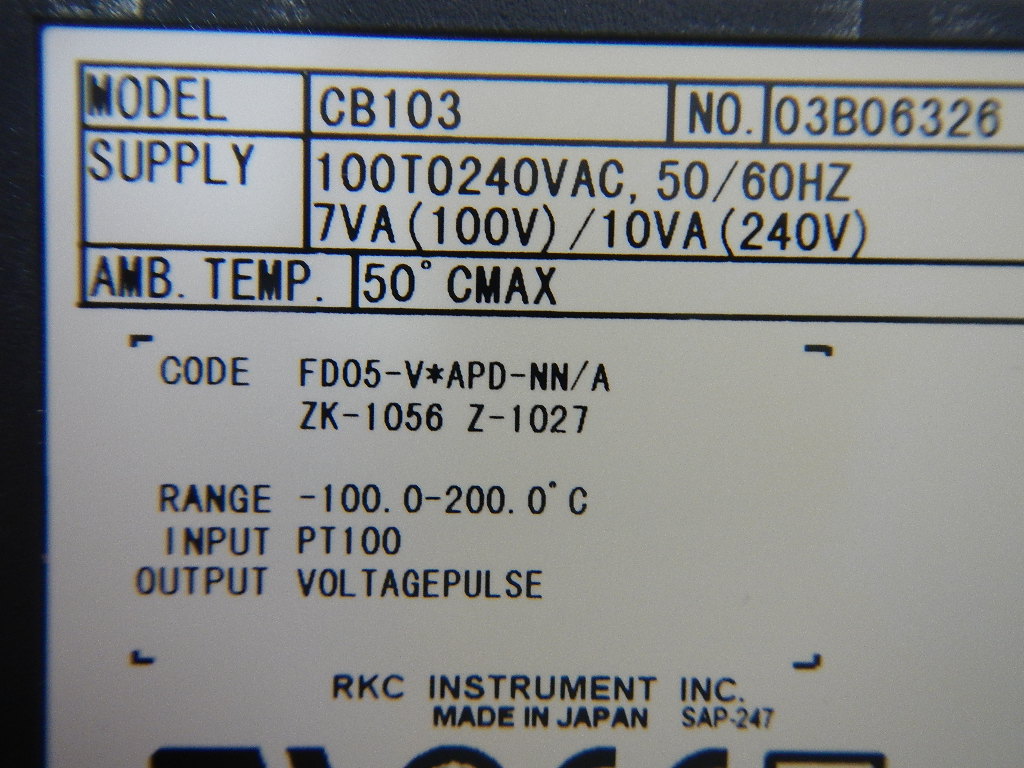 MODEL CB103 NO. 03B06326
SUPPLY 100TO240VAC, 50/60HZ
7VA(100V)/10VA(240V)
AMB. TEMP. 50°CMAX
CODE FD05-V*APD-NN/A
ZK-1056 Z-1027
RANGE -100.0-200.0°C
INPUT PT100
OUTPUT VOLTAGEPULSE
RKC INSTRUMENT INC.
MADE IN JAPAN SAP-247